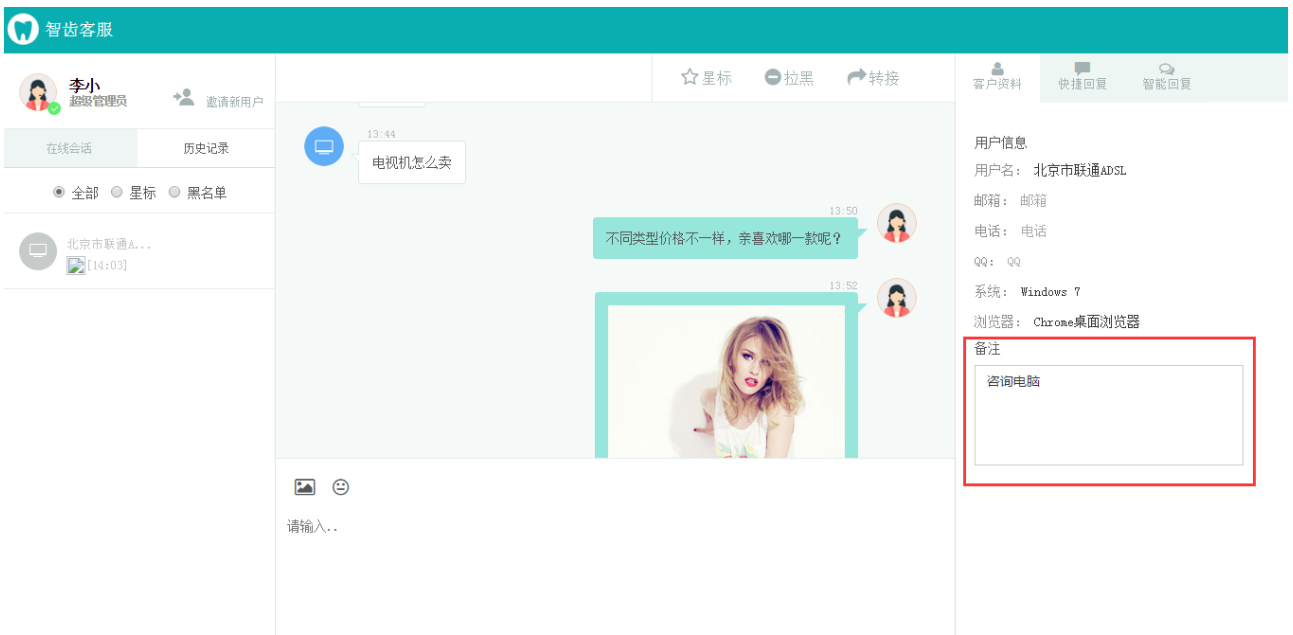 智齿客服
李小
超级管理员
邀请新用户
在线会话
历史记录
全部
星标
黑名单
北京市联通A...
[14:03]
星标
拉黑
转接
13:44
电视机怎么卖
13:50
不同类型价格不一样，亲喜欢哪一款呢？
13:52
请输入..
客户资料
快捷回复
智能回复
用户信息
用户名： 北京市联通ADSL
邮箱： 邮箱
电话： 电话
QQ： QQ
系统： Windows 7
浏览器： Chrome桌面浏览器
备注
咨询电脑